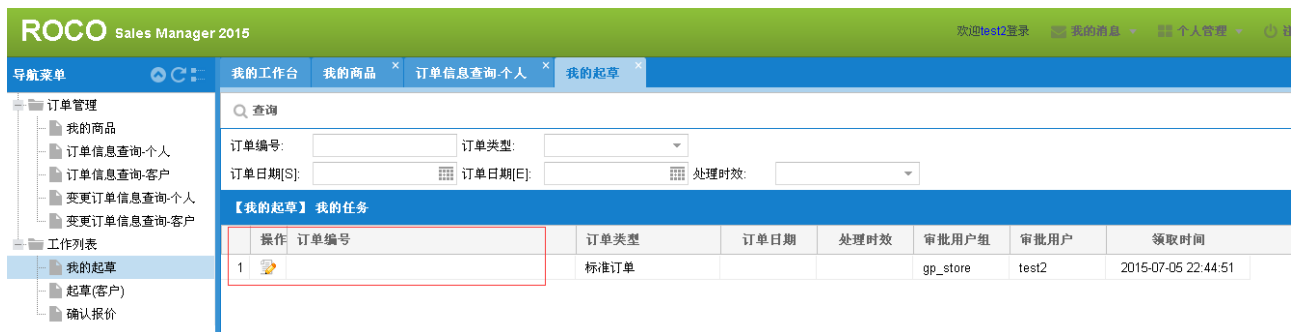 ROCO Sales Manager 2015 欢迎test2登录 我的消息 个人管理
导航菜单 我的工作台 我的商品 订单信息查询-个人 我的起草
订单管理
我的商品
订单信息查询-个人
订单信息查询-客户
变更订单信息查询-个人
变更订单信息查询-客户
工作列表
我的起草
起草(客户)
确认报价
查询
订单编号: 订单类型:
订单日期[S]: 订单日期[E]: 处理时效:
【我的起草】 我的任务
操作 订单编号 订单类型 订单日期 处理时效 审批用户组 审批用户 领取时间
1 标准订单 gp_store test2 2015-07-05 22:44:51